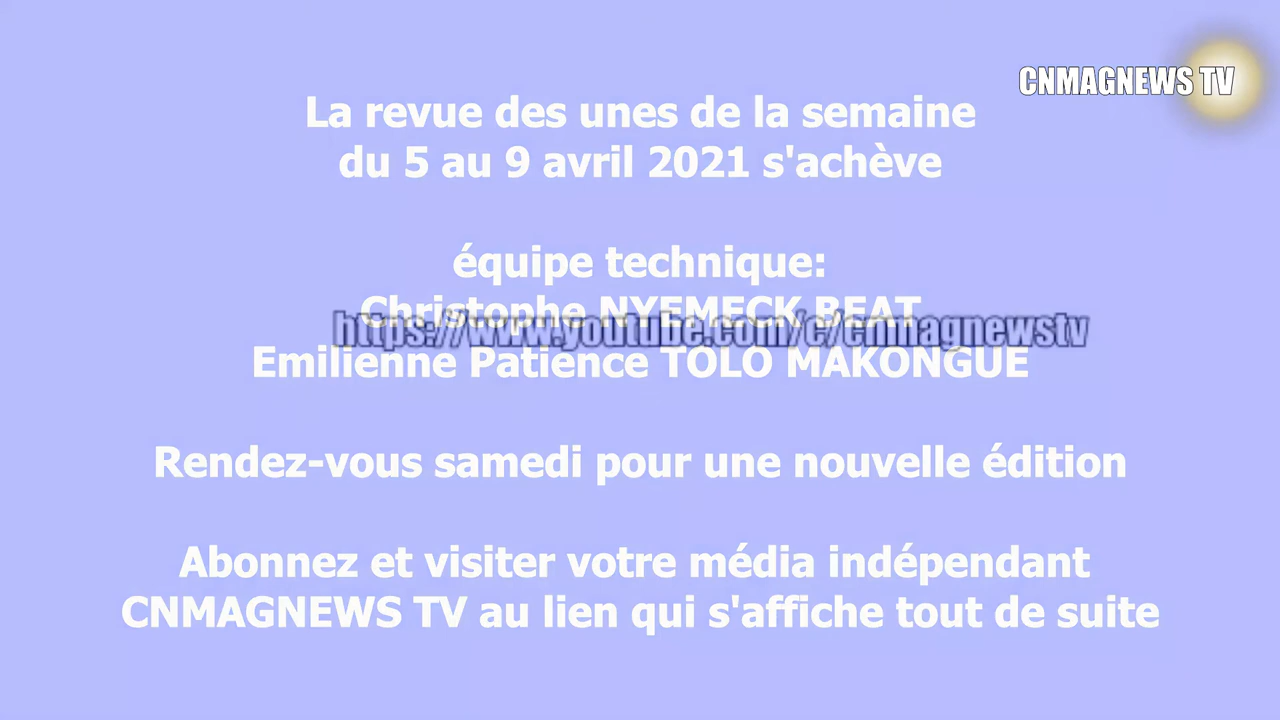 CNMAGNEWS TV
La revue des unes de la semaine
du 5 au 9 avril 2021 s'achève
équipe technique:
Christophe NYEMECK BEAT
https://www.youtube.com/c/cnmagnewstv
Emilienne Patience TOLO MAKONGUE
Rendez-vous samedi pour une nouvelle édition
Abonnez et visiter votre média indépendant
CNMAGNEWS TV au lien qui s'affiche tout de suite